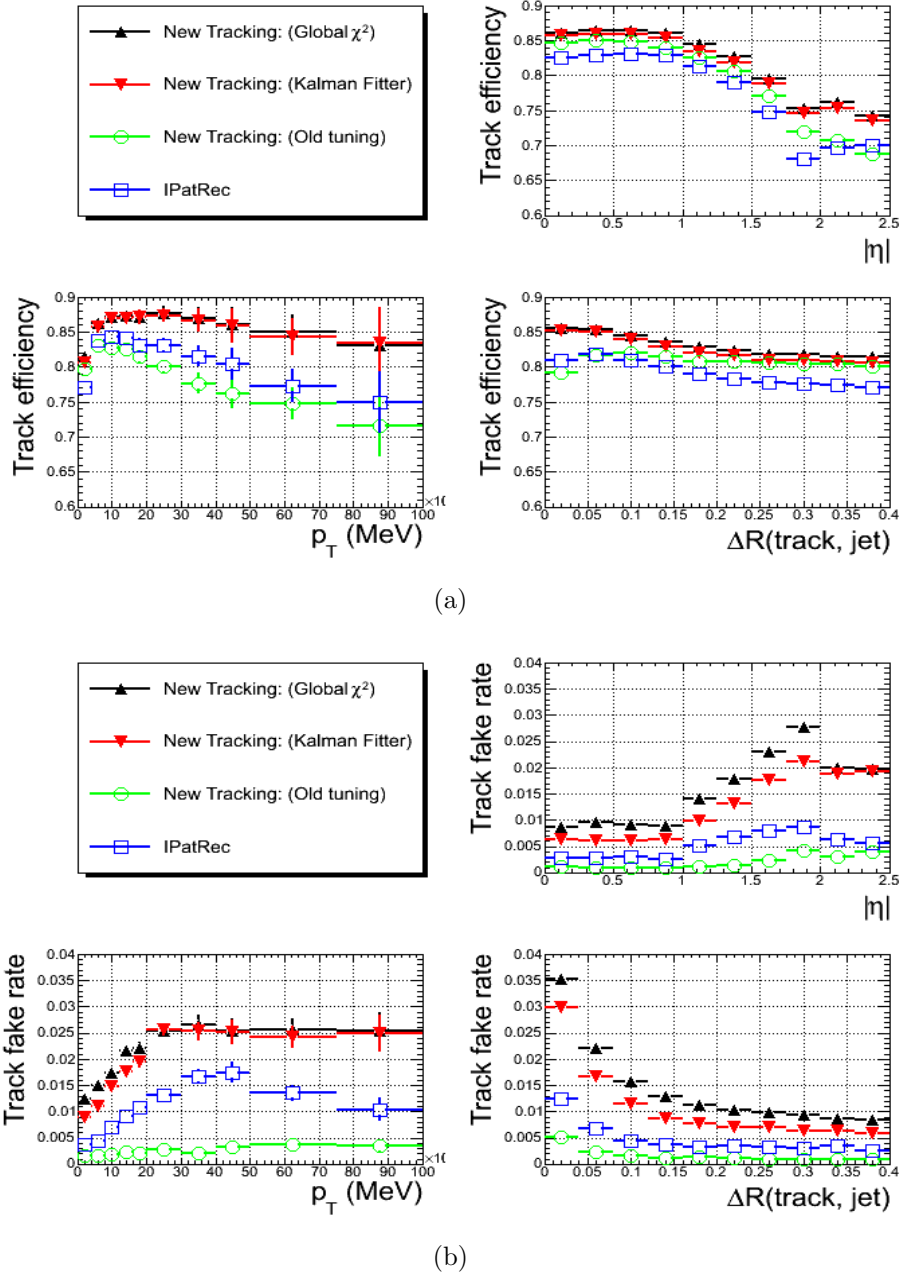 New Tracking: (Global χ²)
New Tracking: (Kalman Fitter)
New Tracking: (Old tuning)
IPatRec
Track efficiency
0.9
0.85
0.8
0.75
0.7
0.65
0.6
0 0.5 1 1.5 2 2.5
|η|
Track efficiency
0.9
0.85
0.8
0.75
0.7
0.65
0.6
0 10 20 30 40 50 60 70 80 90 100
×10
p_T (MeV)
Track efficiency
0.9
0.85
0.8
0.75
0.7
0.65
0.6
0 0.05 0.1 0.15 0.2 0.25 0.3 0.35 0.4
ΔR(track, jet)
(a)
New Tracking: (Global χ²)
New Tracking: (Kalman Fitter)
New Tracking: (Old tuning)
IPatRec
Track fake rate
0.04
0.035
0.03
0.025
0.02
0.015
0.01
0.005
0
0 0.5 1 1.5 2 2.5
|η|
Track fake rate
0.04
0.035
0.03
0.025
0.02
0.015
0.01
0.005
0
0 10 20 30 40 50 60 70 80 90 100
×10
p_T (MeV)
Track fake rate
0.04
0.035
0.03
0.025
0.02
0.015
0.01
0.005
0
0 0.05 0.1 0.15 0.2 0.25 0.3 0.35 0.4
ΔR(track, jet)
(b)